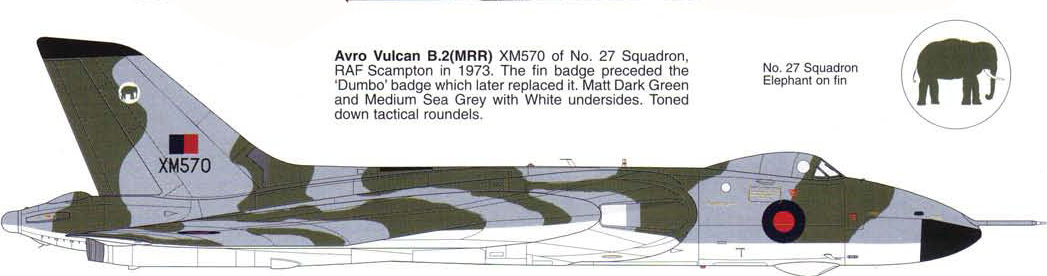 Avro Vulcan B.2(MRR) XM570 of No. 27 Squadron,
RAF Scampton in 1973. The fin badge preceded the
'Dumbo' badge which later replaced it. Matt Dark Green
and Medium Sea Grey with White undersides. Toned
down tactical roundels.
No. 27 Squadron
Elephant on fin
XM570
T
S